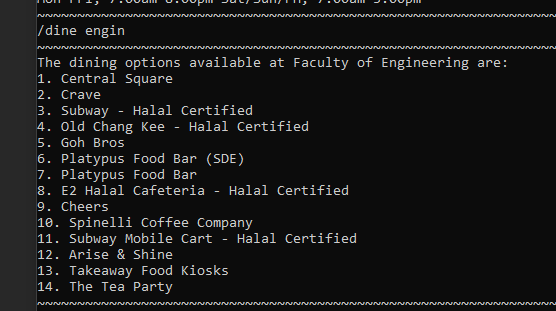 ~~~~~~~~~~~~~~~~~~~~~~~~~~~~~~~~~~~~~~~~~~~~~~~~~~~~~~~~~~~~~~~~~
/dine engin
~~~~~~~~~~~~~~~~~~~~~~~~~~~~~~~~~~~~~~~~~~~~~~~~~~~~~~~~~~~~~~~~~
The dining options available at Faculty of Engineering are:
1. Central Square
2. Crave
3. Subway - Halal Certified
4. Old Chang Kee - Halal Certified
5. Goh Bros
6. Platypus Food Bar (SDE)
7. Platypus Food Bar
8. E2 Halal Cafeteria - Halal Certified
9. Cheers
10. Spinelli Coffee Company
11. Subway Mobile Cart - Halal Certified
12. Arise & Shine
13. Takeaway Food Kiosks
14. The Tea Party
~~~~~~~~~~~~~~~~~~~~~~~~~~~~~~~~~~~~~~~~~~~~~~~~~~~~~~~~~~~~~~~~~